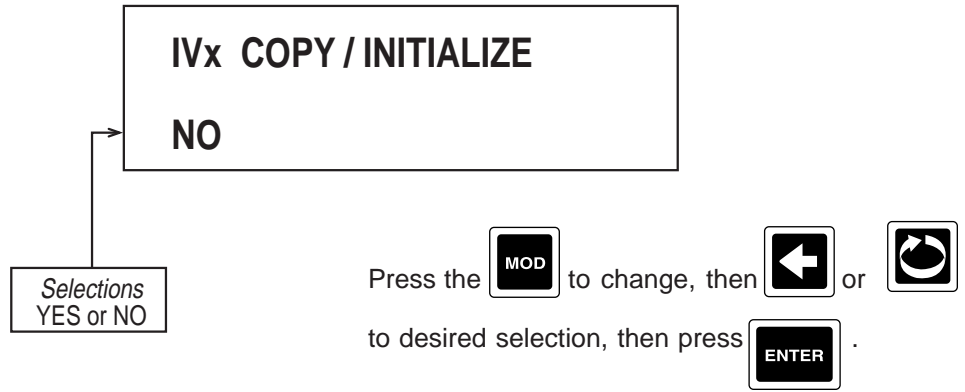 IVx COPY / INITIALIZE
NO
Selections
YES or NO
Press the MOD to change, then or
to desired selection, then press ENTER .